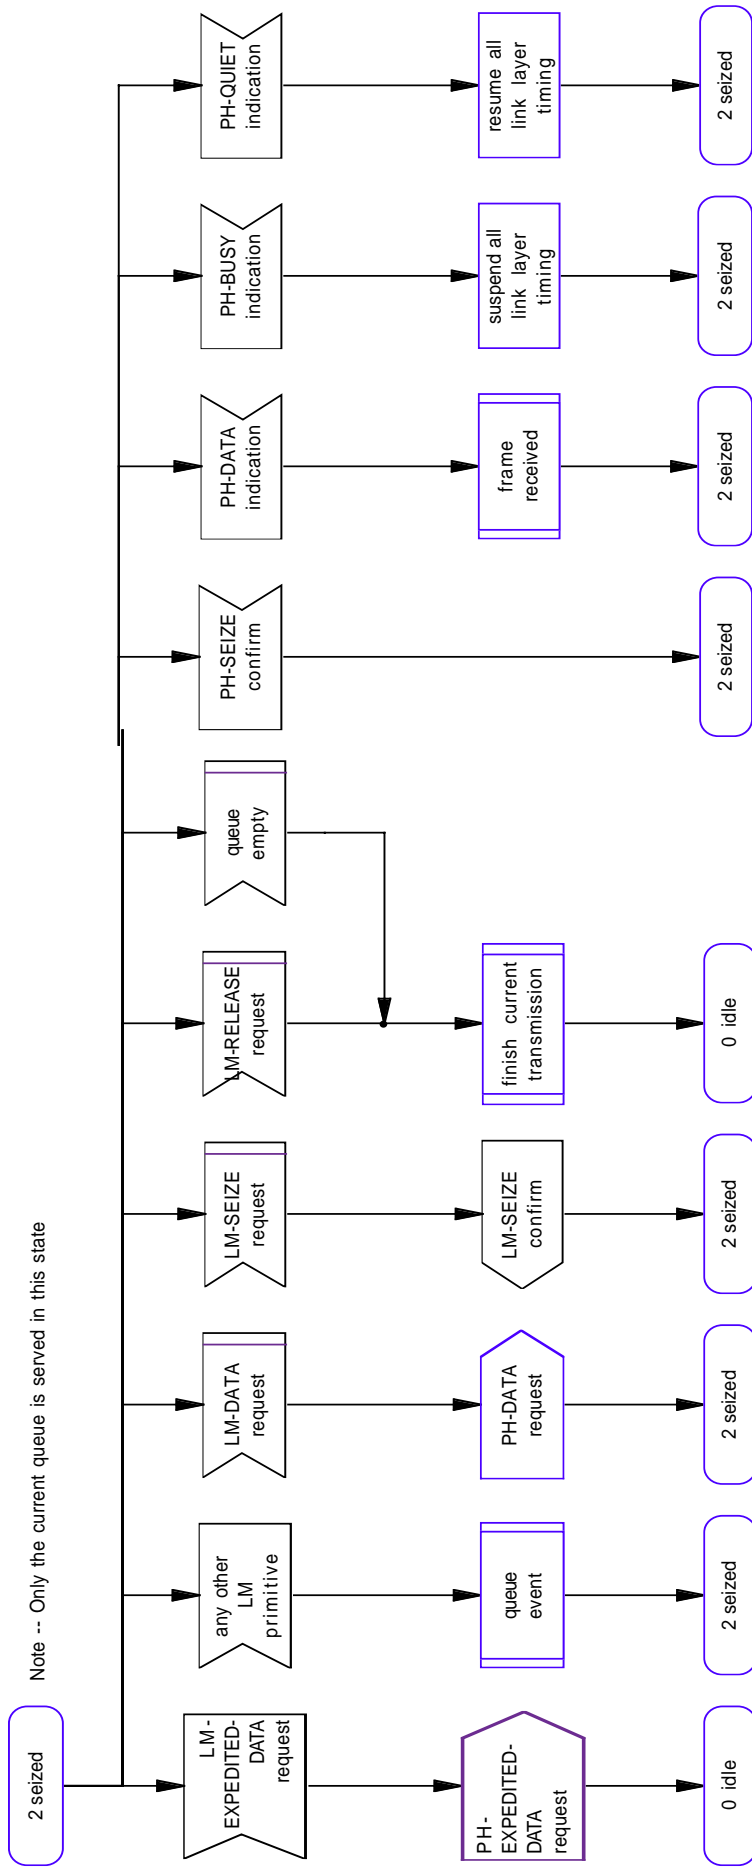 2 seized
Note -- Only the current queue is served in this state
LM-
EXPEDITED-
DATA
request
any other
LM
primitive
LM-DATA
request
LM-SEIZE
request
LM-RELEASE
request
queue
empty
PH-SEIZE
confirm
PH-DATA
indication
PH-BUSY
indication
PH-QUIET
indication
PH-
EXPEDITED-
DATA
request
queue
event
PH-DATA
request
LM-SEIZE
confirm
finish current
transmission
frame
received
suspend all
link layer
timing
resume all
link layer
timing
0 idle
2 seized
2 seized
2 seized
0 idle
2 seized
2 seized
2 seized
2 seized